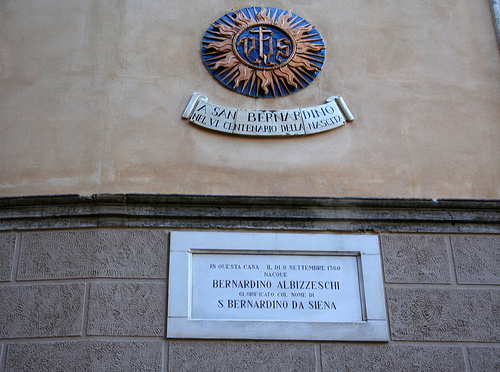 YHS
A SAN BERNARDINO
NEL VI CENTENARIO DELLA NASCITA
IN QUESTA CASA IL DI 8 SETTEMBRE 1380
NACQUE
BERNARDINO ALBIZZESCHI
GLORIFICATO COL NOME DI
S. BERNARDINO DA SIENA